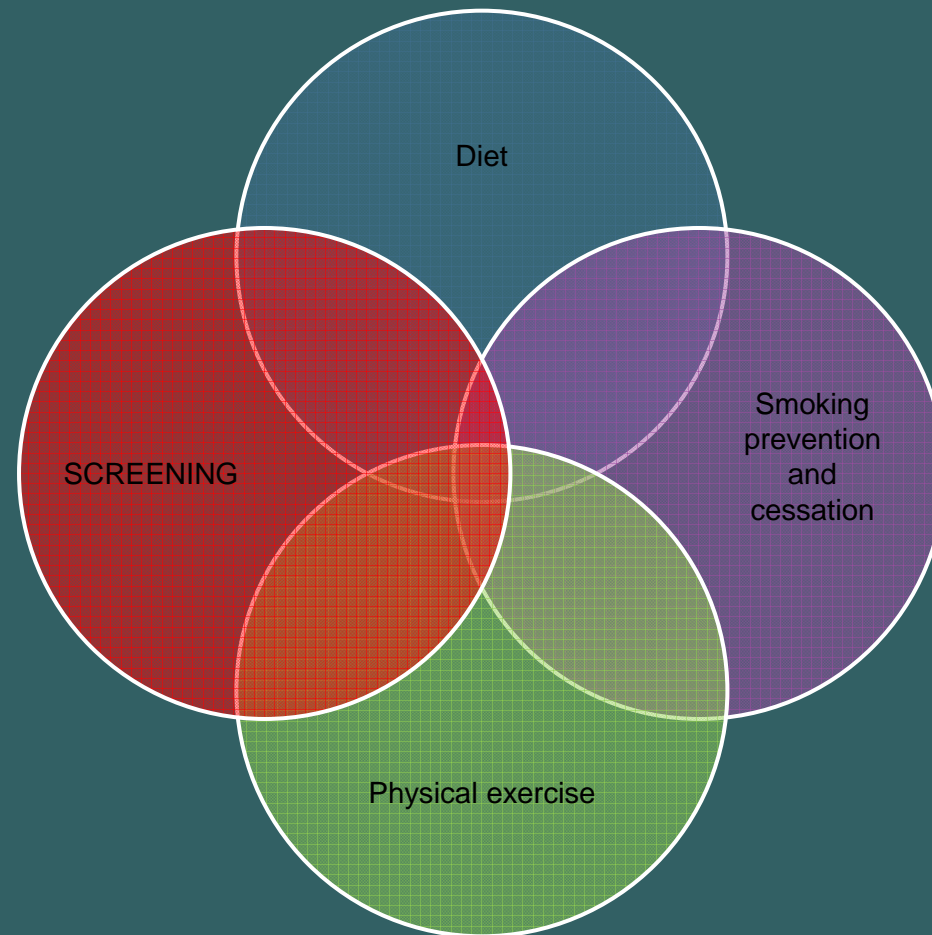 Diet
SCREENING
Smoking
prevention
and
cessation
Physical exercise